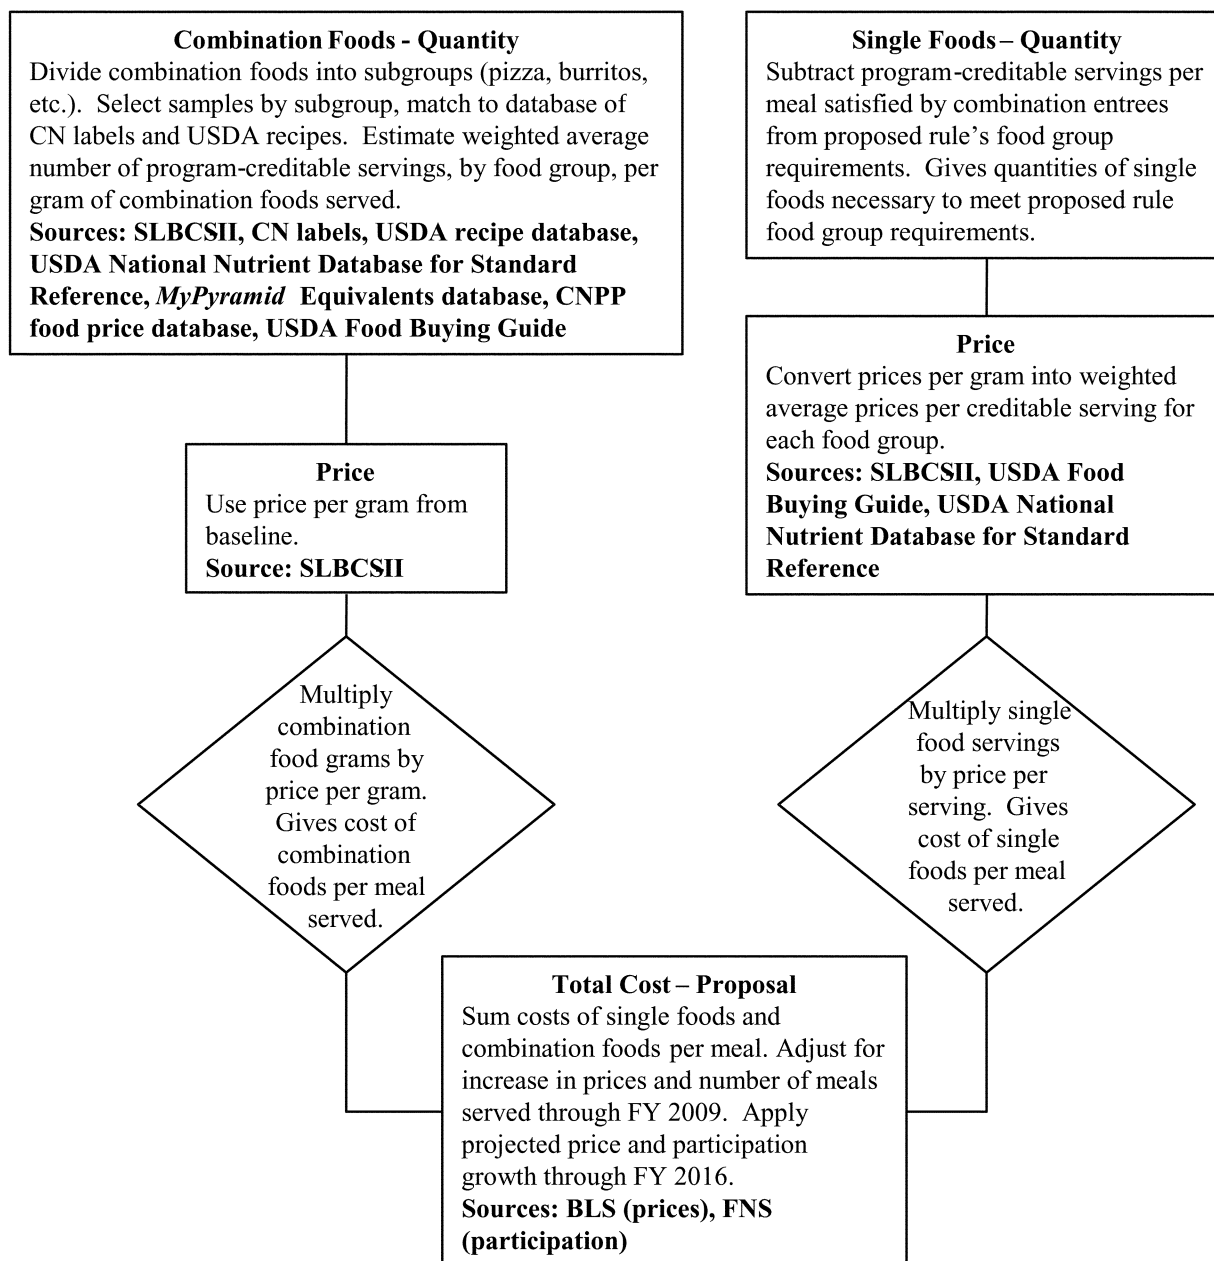 Combination Foods - Quantity
Divide combination foods into subgroups (pizza, burritos,
etc.).  Select samples by subgroup, match to database of
CN labels and USDA recipes.  Estimate weighted average
number of program-creditable servings, by food group, per
gram of combination foods served.
Sources: SLBCSII, CN labels, USDA recipe database,
USDA National Nutrient Database for Standard
Reference, MyPyramid  Equivalents database, CNPP
food price database, USDA Food Buying Guide
Price
Use price per gram from
baseline.
Source: SLBCSII
Multiply
combination
food grams by
price per gram.
Gives cost of
combination
foods per meal
served.
Single Foods – Quantity
Subtract program-creditable servings per
meal satisfied by combination entrees
from proposed rule’s food group
requirements.  Gives quantities of single
foods necessary to meet proposed rule
food group requirements.
Price
Convert prices per gram into weighted
average prices per creditable serving for
each food group.
Sources: SLBCSII, USDA Food
Buying Guide, USDA National
Nutrient Database for Standard
Reference
Multiply single
food servings
by price per
serving.  Gives
cost of single
foods per meal
served.
Total Cost – Proposal
Sum costs of single foods and
combination foods per meal. Adjust for
increase in prices and number of meals
served through FY 2009.  Apply
projected price and participation
growth through FY 2016.
Sources: BLS (prices), FNS
(participation)